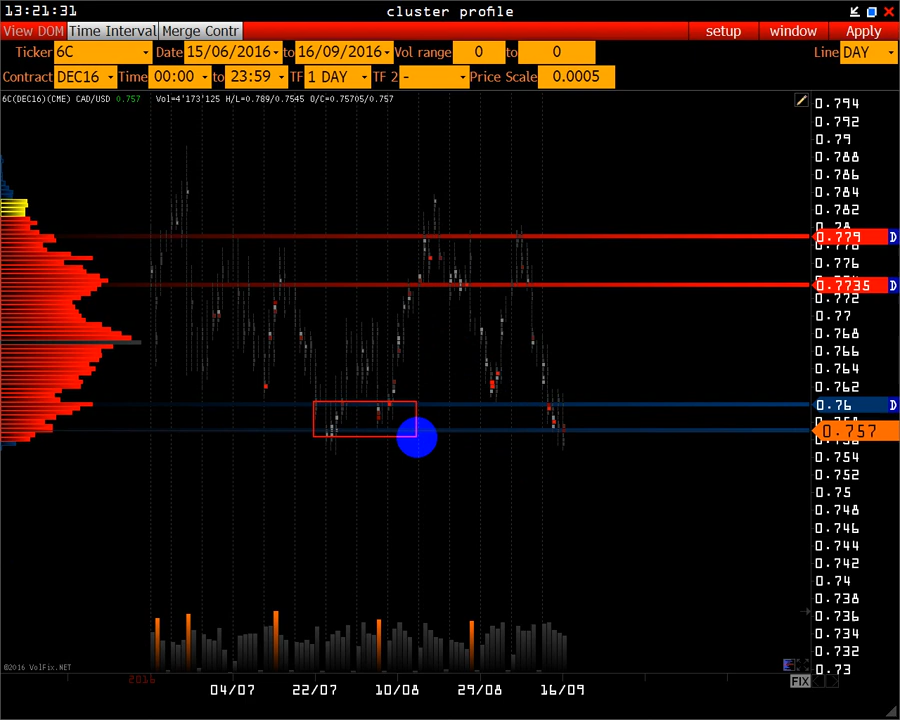 13:21:31 cluster profile
View DOM Time Interval Merge Contr setup window Apply
Ticker 6C Date 15/06/2016 to 16/09/2016 Vol range 0 to 0 Line DAY
Contract DEC16 Time 00:00 to 23:59 TF 1 DAY TF 2 - Price Scale 0.0005
6C(DEC16)(CME) CAD/USD 0.757 Vol=4'173'125 H/L=0.789/0.7545 O/C=0.75705/0.757
0.794
0.792
0.79
0.788
0.786
0.784
0.782
0.779 D
0.776
0.7735 D
0.772
0.77
0.768
0.766
0.764
0.762
0.76 D
0.757
0.754
0.752
0.75
0.748
0.746
0.744
0.742
0.74
0.738
0.736
0.734
0.732
0.73
©2016 VolFix.NET
FIX
2016
04/07 22/07 10/08 29/08 16/09